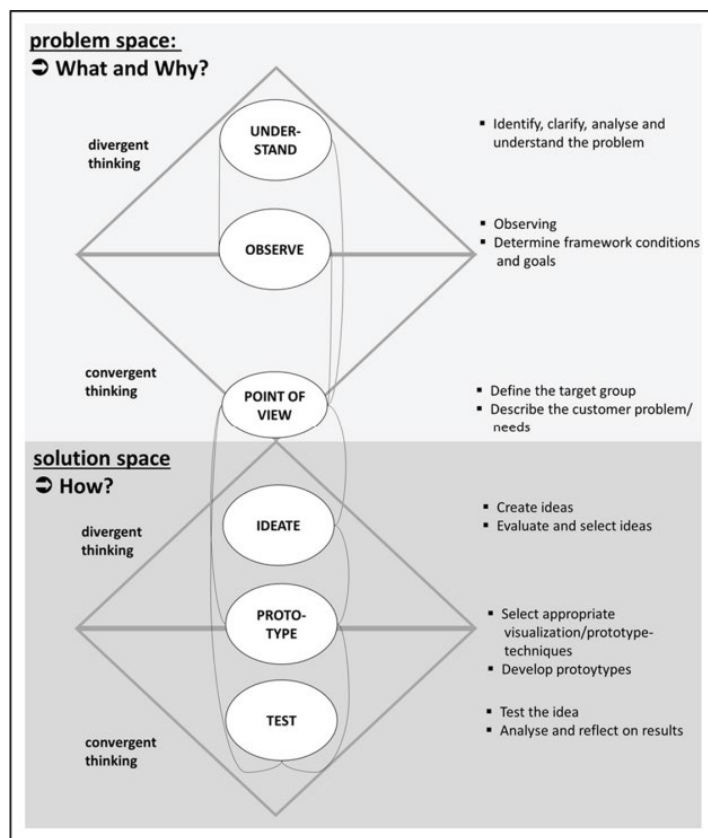 problem space:
➲ What and Why?
divergent
thinking
UNDER-
STAND
▪ Identify, clarify, analyse and
understand the problem
OBSERVE
▪ Observing
▪ Determine framework conditions
and goals
convergent
thinking
POINT OF
VIEW
▪ Define the target group
▪ Describe the customer problem/
needs
solution space
➲ How?
divergent
thinking
IDEATE
▪ Create ideas
▪ Evaluate and select ideas
PROTO-
TYPE
▪ Select appropriate
visualization/prototype-
techniques
▪ Develop protoytypes
TEST
▪ Test the idea
▪ Analyse and reflect on results
convergent
thinking